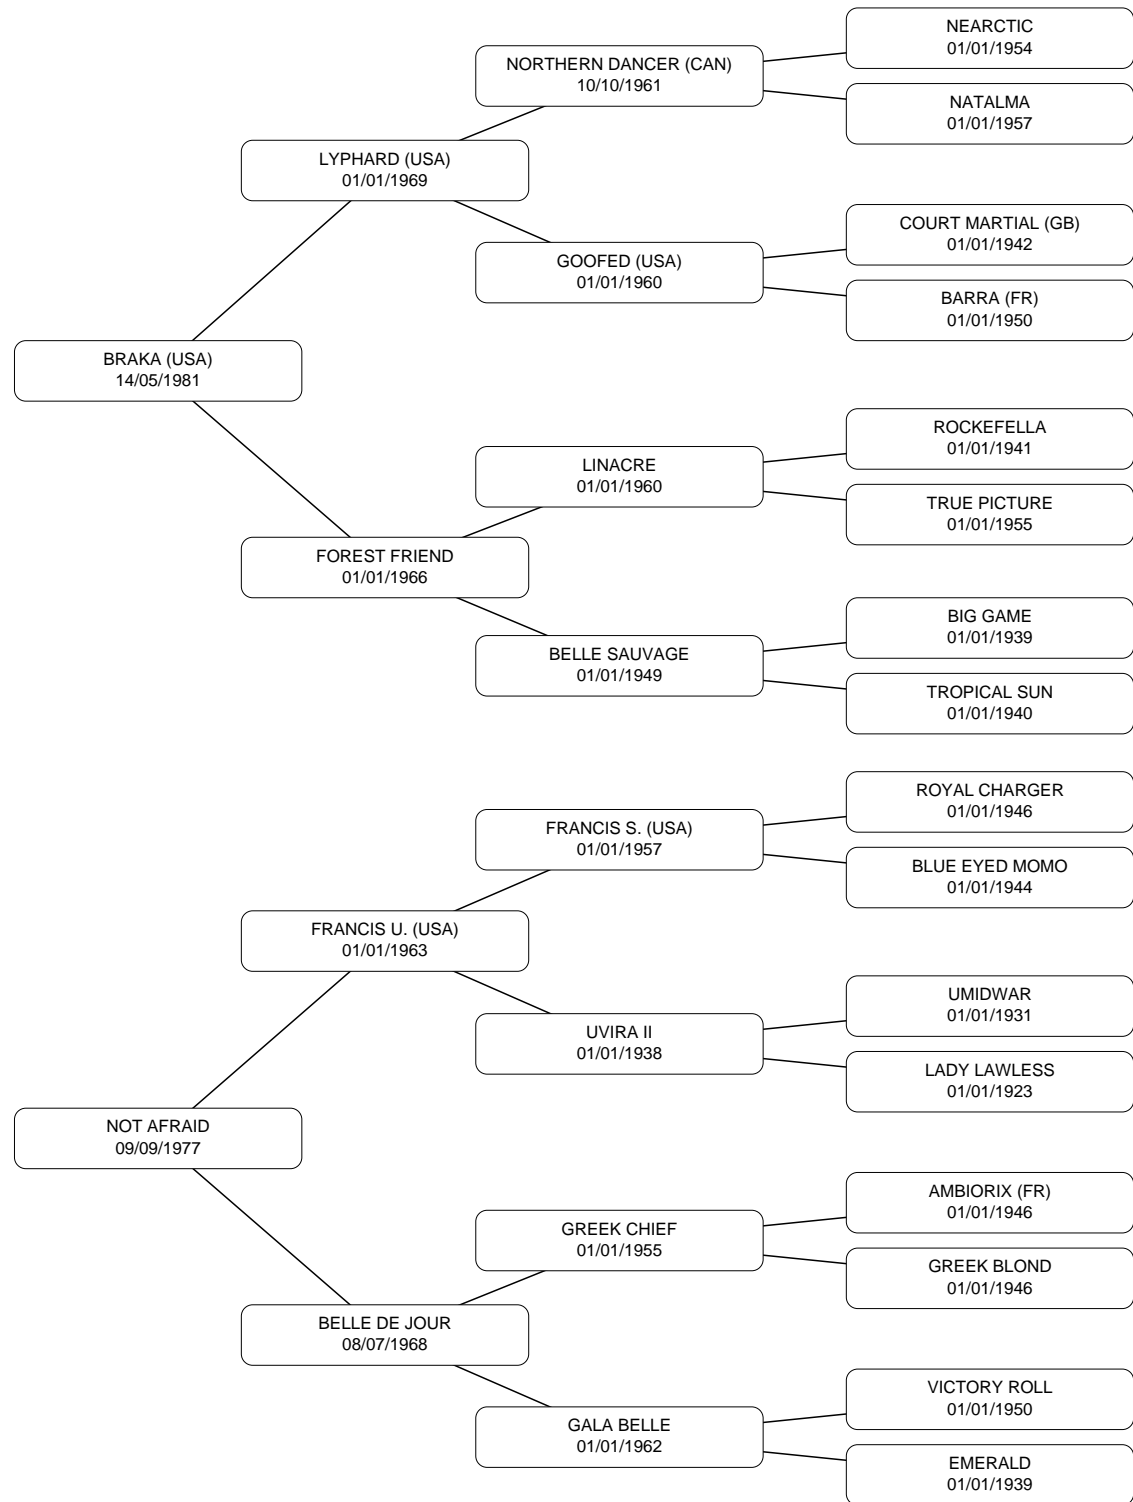 NEARCTIC
01/01/1954
NORTHERN DANCER (CAN)
10/10/1961
NATALMA
01/01/1957
LYPHARD (USA)
01/01/1969
COURT MARTIAL (GB)
01/01/1942
GOOFED (USA)
01/01/1960
BARRA (FR)
01/01/1950
BRAKA (USA)
14/05/1981
ROCKEFELLA
01/01/1941
LINACRE
01/01/1960
TRUE PICTURE
01/01/1955
FOREST FRIEND
01/01/1966
BIG GAME
01/01/1939
BELLE SAUVAGE
01/01/1949
TROPICAL SUN
01/01/1940
ROYAL CHARGER
01/01/1946
FRANCIS S. (USA)
01/01/1957
BLUE EYED MOMO
01/01/1944
FRANCIS U. (USA)
01/01/1963
UMIDWAR
01/01/1931
UVIRA II
01/01/1938
LADY LAWLESS
01/01/1923
NOT AFRAID
09/09/1977
AMBIORIX (FR)
01/01/1946
GREEK CHIEF
01/01/1955
GREEK BLOND
01/01/1946
BELLE DE JOUR
08/07/1968
VICTORY ROLL
01/01/1950
GALA BELLE
01/01/1962
EMERALD
01/01/1939